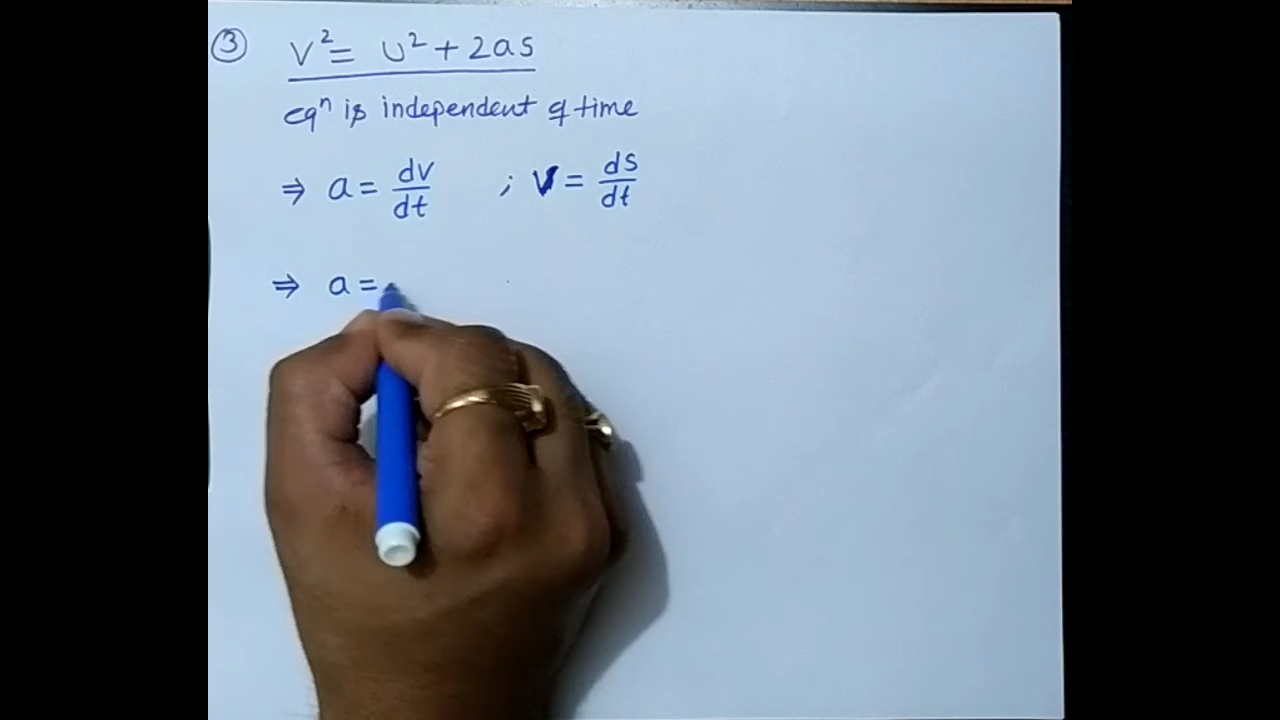 ③ v² = u² + 2as
eqⁿ is independent of time
⇒ a = dv/dt ; v = ds/dt
⇒ a =